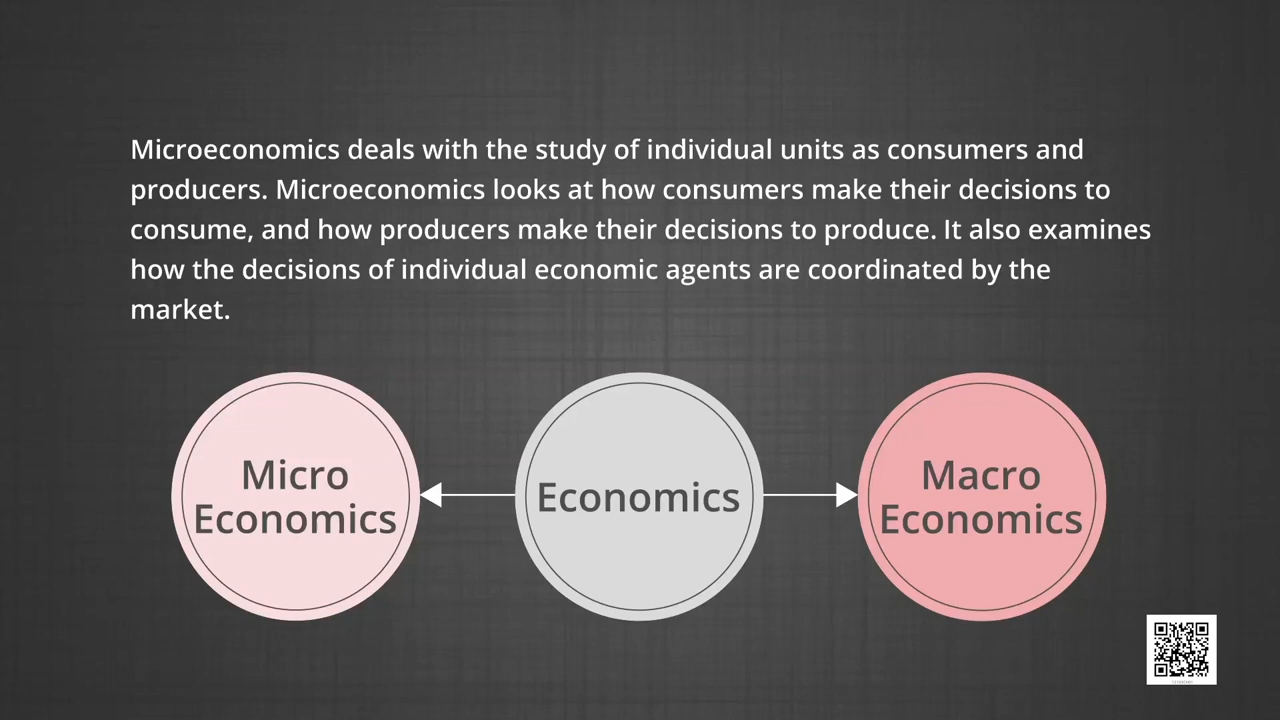 Microeconomics deals with the study of individual units as consumers and
producers. Microeconomics looks at how consumers make their decisions to
consume, and how producers make their decisions to produce. It also examines
how the decisions of individual economic agents are coordinated by the
market.
Micro
Economics
Economics
Macro
Economics